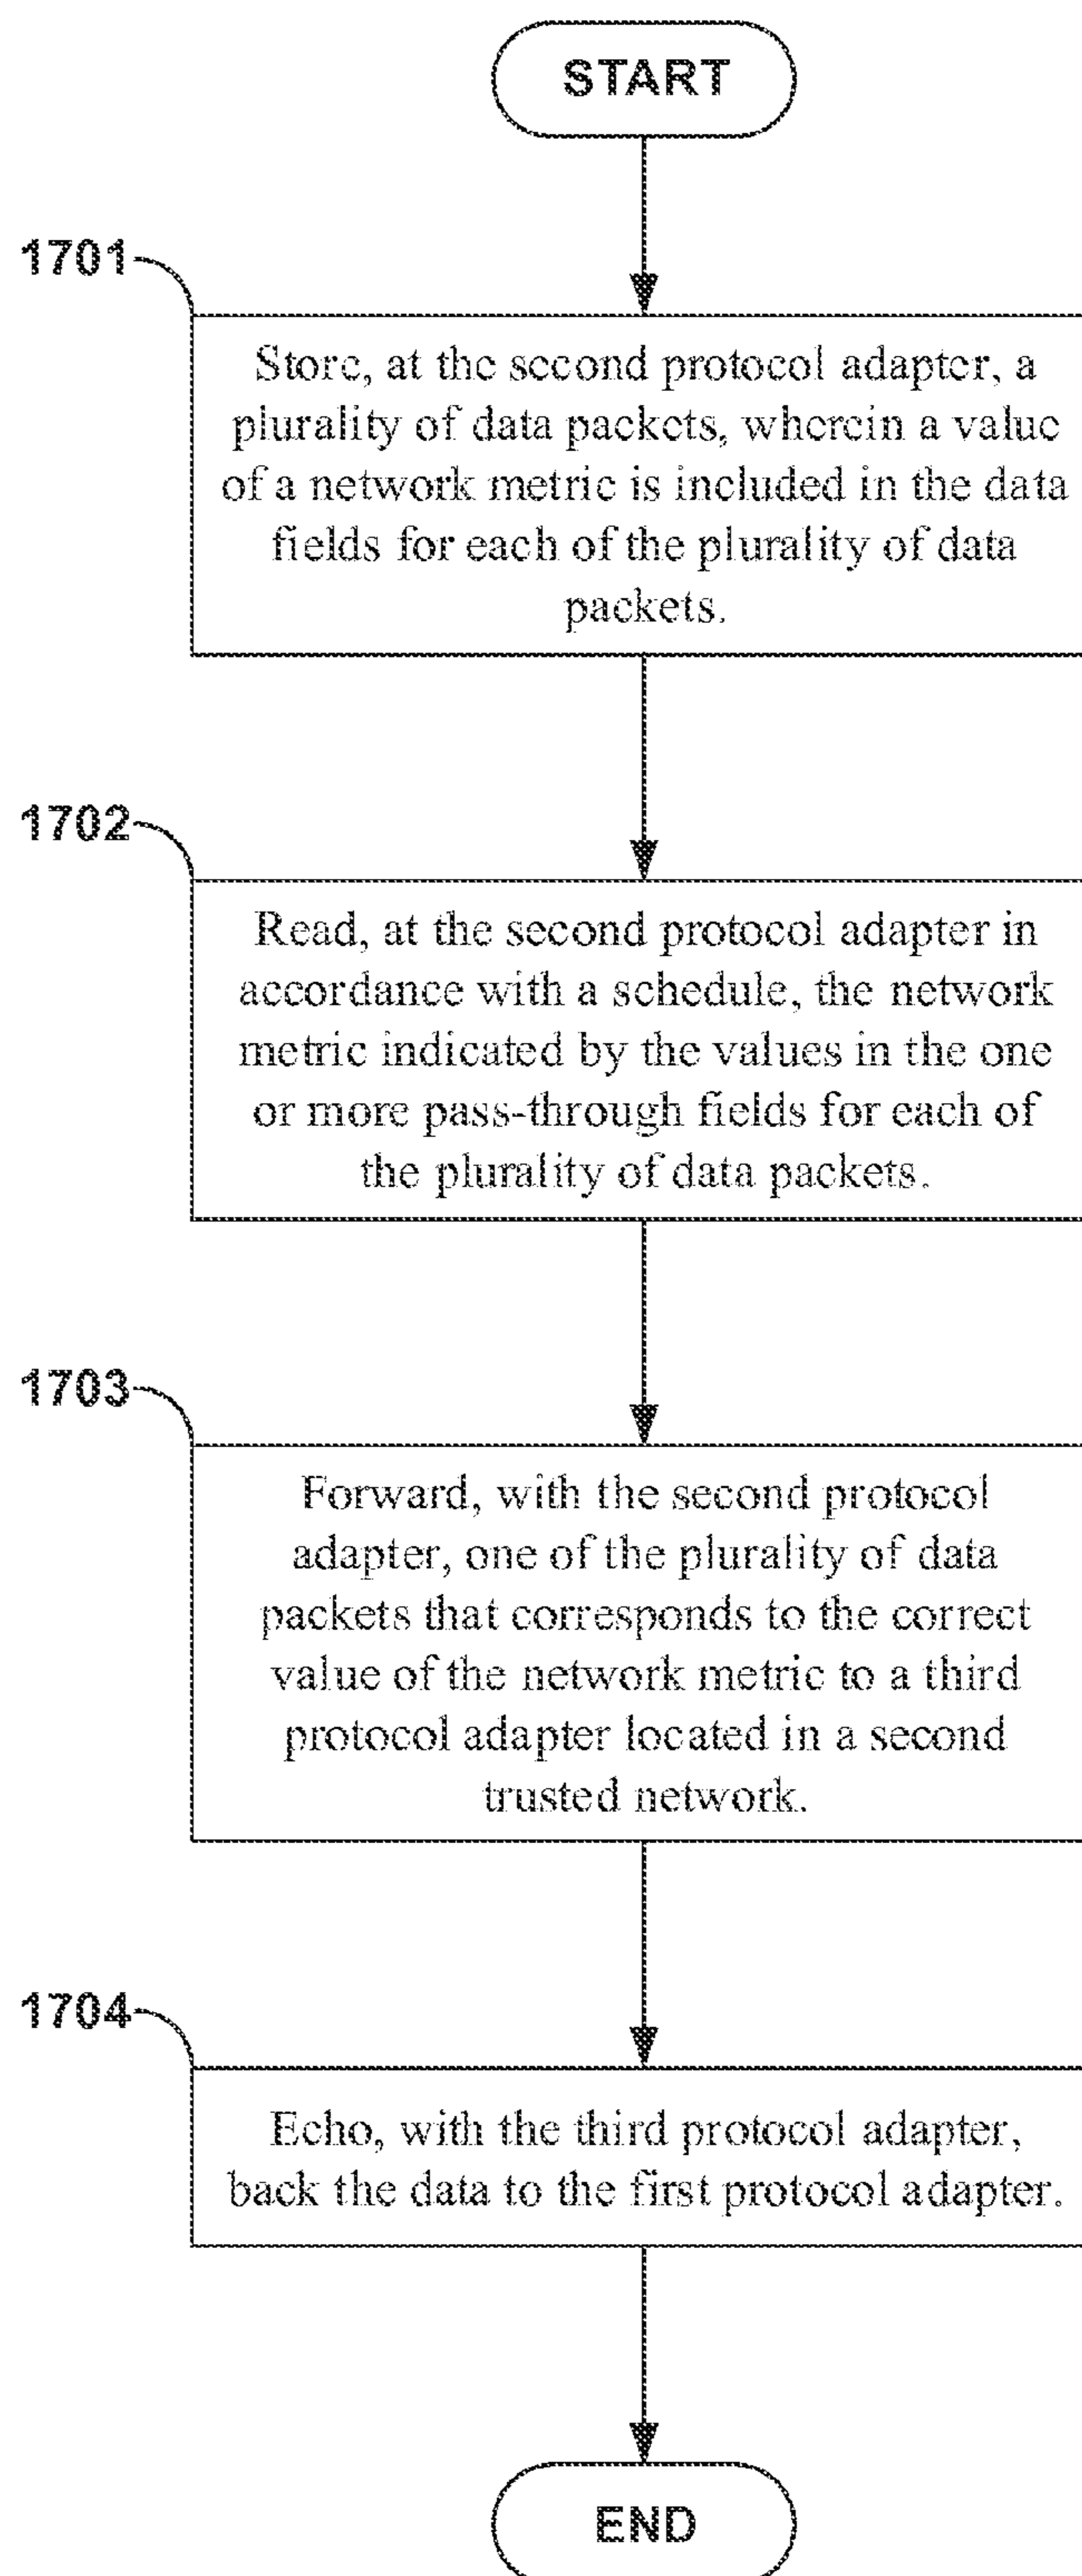 START
1701
Store, at the second protocol adapter, a
plurality of data packets, wherein a value
of a network metric is included in the data
fields for each of the plurality of data
packets.
1702
Read, at the second protocol adapter in
accordance with a schedule, the network
metric indicated by the values in the one
or more pass-through fields for each of
the plurality of data packets.
1703
Forward, with the second protocol
adapter, one of the plurality of data
packets that corresponds to the correct
value of the network metric to a third
protocol adapter located in a second
trusted network.
1704
Echo, with the third protocol adapter,
back the data to the first protocol adapter.
END